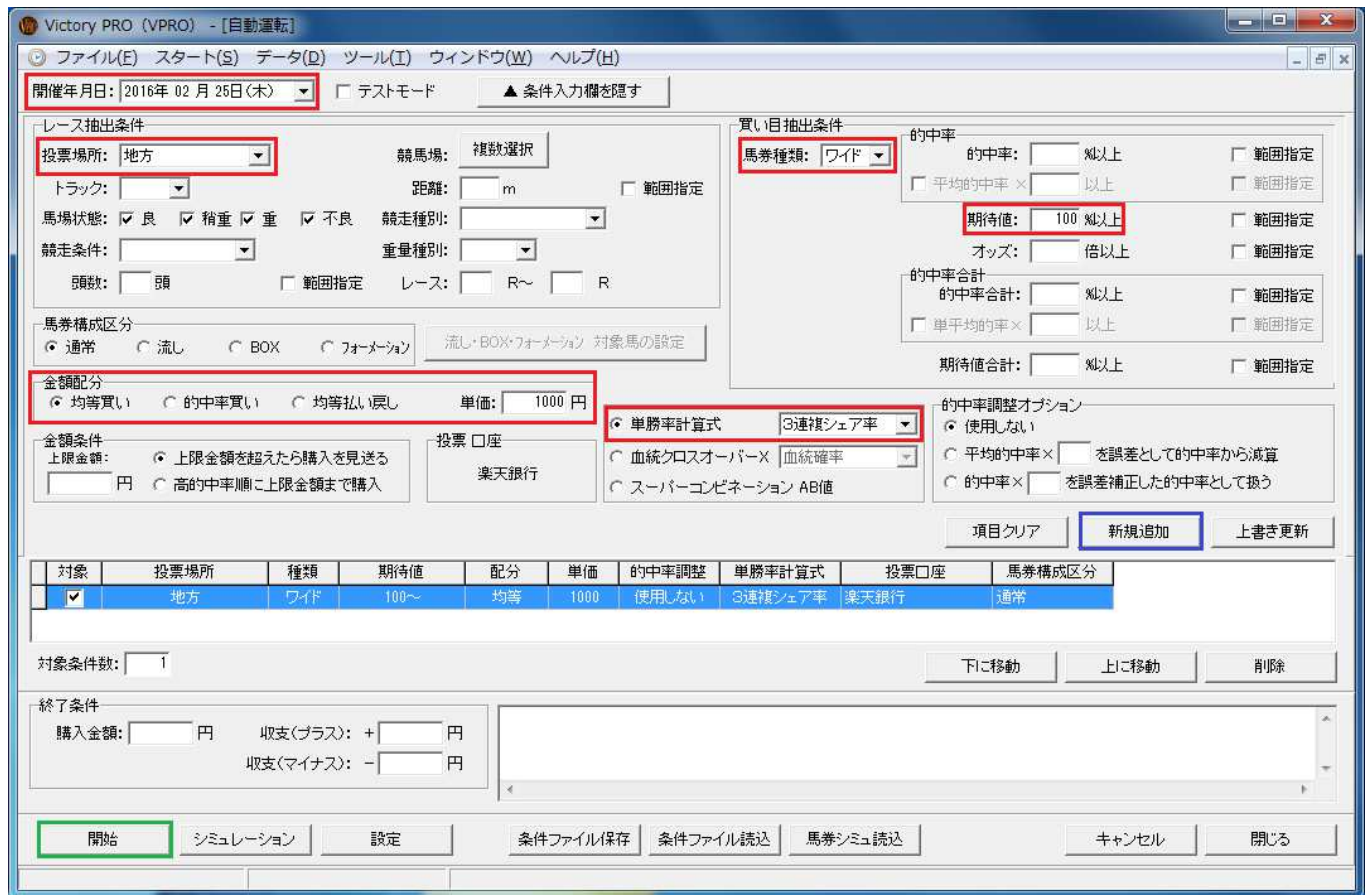 Victory PRO（VPRO） - [自動運転]
ファイル(F) スタート(S) データ(D) ツール(T) ウィンドウ(W) ヘルプ(H)
開催年月日: 2016年 02 月 25日(木) テストモード ▲ 条件入力欄を隠す
レース抽出条件
投票場所: 地方 競馬場: 複数選択
トラック: 距離: m 範囲指定
馬場状態: 良 稍重 重 不良 競走種別:
競走条件: 重量種別:
頭数: 頭 範囲指定 レース: R～ R
買い目抽出条件
馬券種類: ワイド
的中率
的中率: %以上 範囲指定
平均的中率 × 以上 範囲指定
期待値: 100 %以上 範囲指定
オッズ: 倍以上 範囲指定
的中率合計
的中率合計: %以上 範囲指定
単平均的率× 以上 範囲指定
期待値合計: %以上 範囲指定
馬券構成区分
通常 流し BOX フォーメーション
流し・BOX・フォーメーション 対象馬の設定
金額配分
均等買い 的中率買い 均等払い戻し 単価: 1000 円
金額条件
上限金額: 円
上限金額を超えたら購入を見送る
高的中率順に上限金額まで購入
投票 口座
楽天銀行
単勝率計算式 3連複シェア率
血統クロスオーバーX 血統確率
スーパーコンビネーション AB値
的中率調整オプション
使用しない
平均的中率× を誤差として的中率から減算
的中率× を誤差補正した的中率として扱う
項目クリア 新規追加 上書き更新
対象 投票場所 種類 期待値 配分 単価 的中率調整 単勝率計算式 投票口座 馬券構成区分
地方 ワイド 100～ 均等 1000 使用しない 3連複シェア率 楽天銀行 通常
対象条件数: 1 下に移動 上に移動 削除
終了条件
購入金額: 円 収支(プラス): + 円
収支(マイナス): － 円
開始 シミュレーション 設定 条件ファイル保存 条件ファイル読込 馬券シミュ読込 キャンセル 閉じる